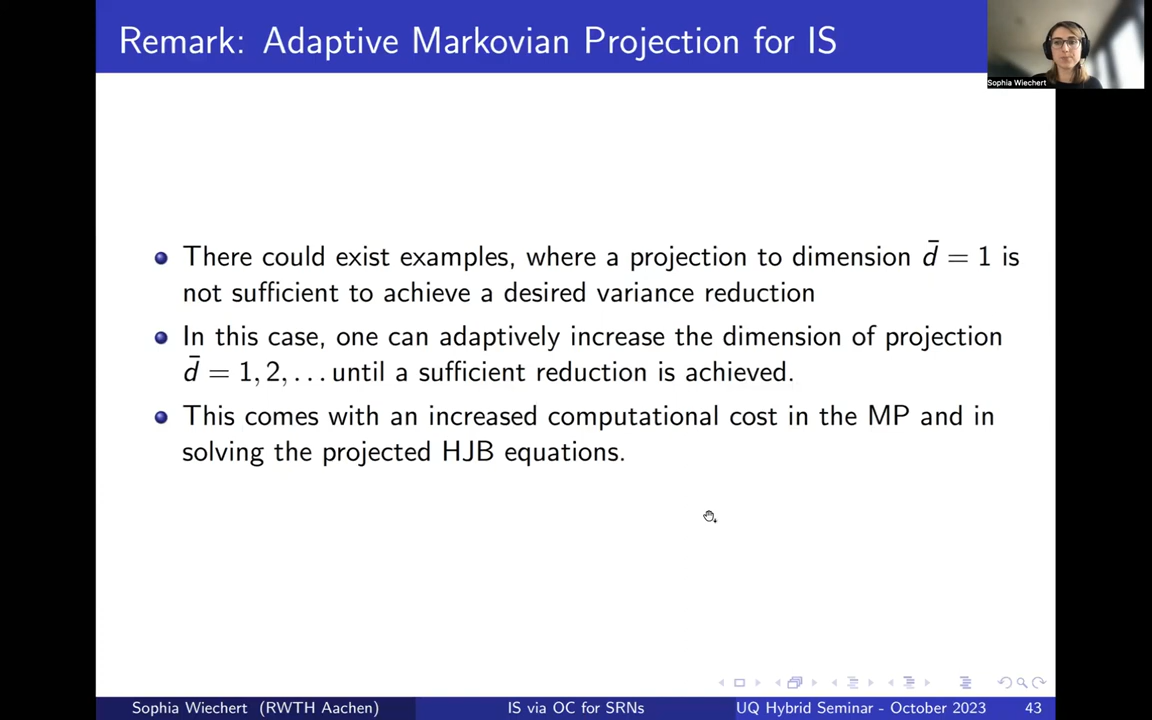 Remark: Adaptive Markovian Projection for IS
Sophia Wiechert
There could exist examples, where a projection to dimension d̄ = 1 is
not sufficient to achieve a desired variance reduction
In this case, one can adaptively increase the dimension of projection
d̄ = 1, 2, . . . until a sufficient reduction is achieved.
This comes with an increased computational cost in the MP and in
solving the projected HJB equations.
Sophia Wiechert (RWTH Aachen)
IS via OC for SRNs
UQ Hybrid Seminar - October 2023
43